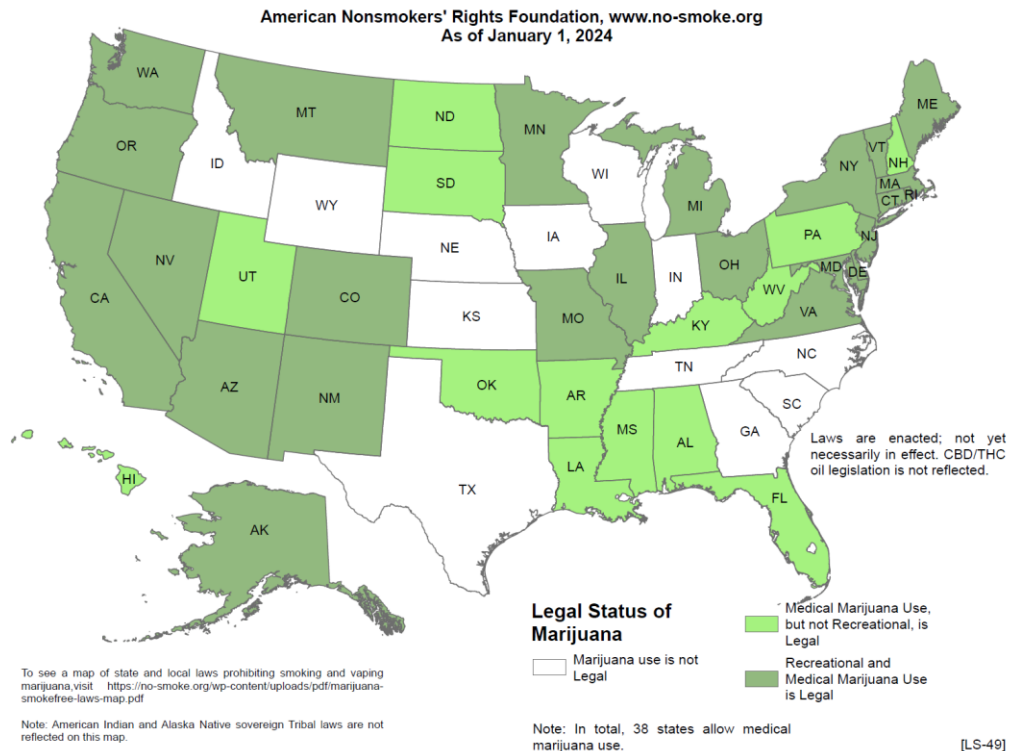 American Nonsmokers' Rights Foundation, www.no-smoke.org
As of January 1, 2024
WA
MT
ND
MN
ME
OR
ID
SD
WI
VT
NH
NY
MA
CT
RI
WY
MI
IA
NE
PA
NJ
NV
UT
CO
IL
IN
OH
MD
DE
WV
CA
KS
MO
KY
VA
TN
NC
AZ
NM
OK
AR
SC
MS
AL
GA
LA
HI
TX
FL
AK
Laws are enacted; not yet
necessarily in effect. CBD/THC
oil legislation is not reflected.
Legal Status of
Marijuana
Marijuana use is not
Legal
Medical Marijuana Use,
but not Recreational, is
Legal
Recreational and
Medical Marijuana Use
is Legal
To see a map of state and local laws prohibiting smoking and vaping
marijuana,visit https://no-smoke.org/wp-content/uploads/pdf/marijuana-
smokefree-laws-map.pdf
Note: American Indian and Alaska Native sovereign Tribal laws are not
reflected on this map.
Note: In total, 38 states allow medical
marijuana use.
[LS-49]